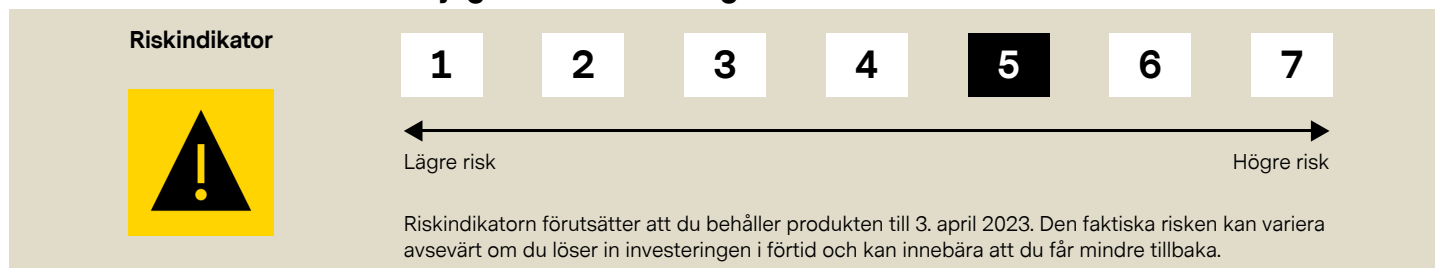 Riskindikator
1 2 3 4 5 6 7
Lägre risk Högre risk
Riskindikatorn förutsätter att du behåller produkten till 3. april 2023. Den faktiska risken kan variera
avsevärt om du löser in investeringen i förtid och kan innebära att du får mindre tillbaka.